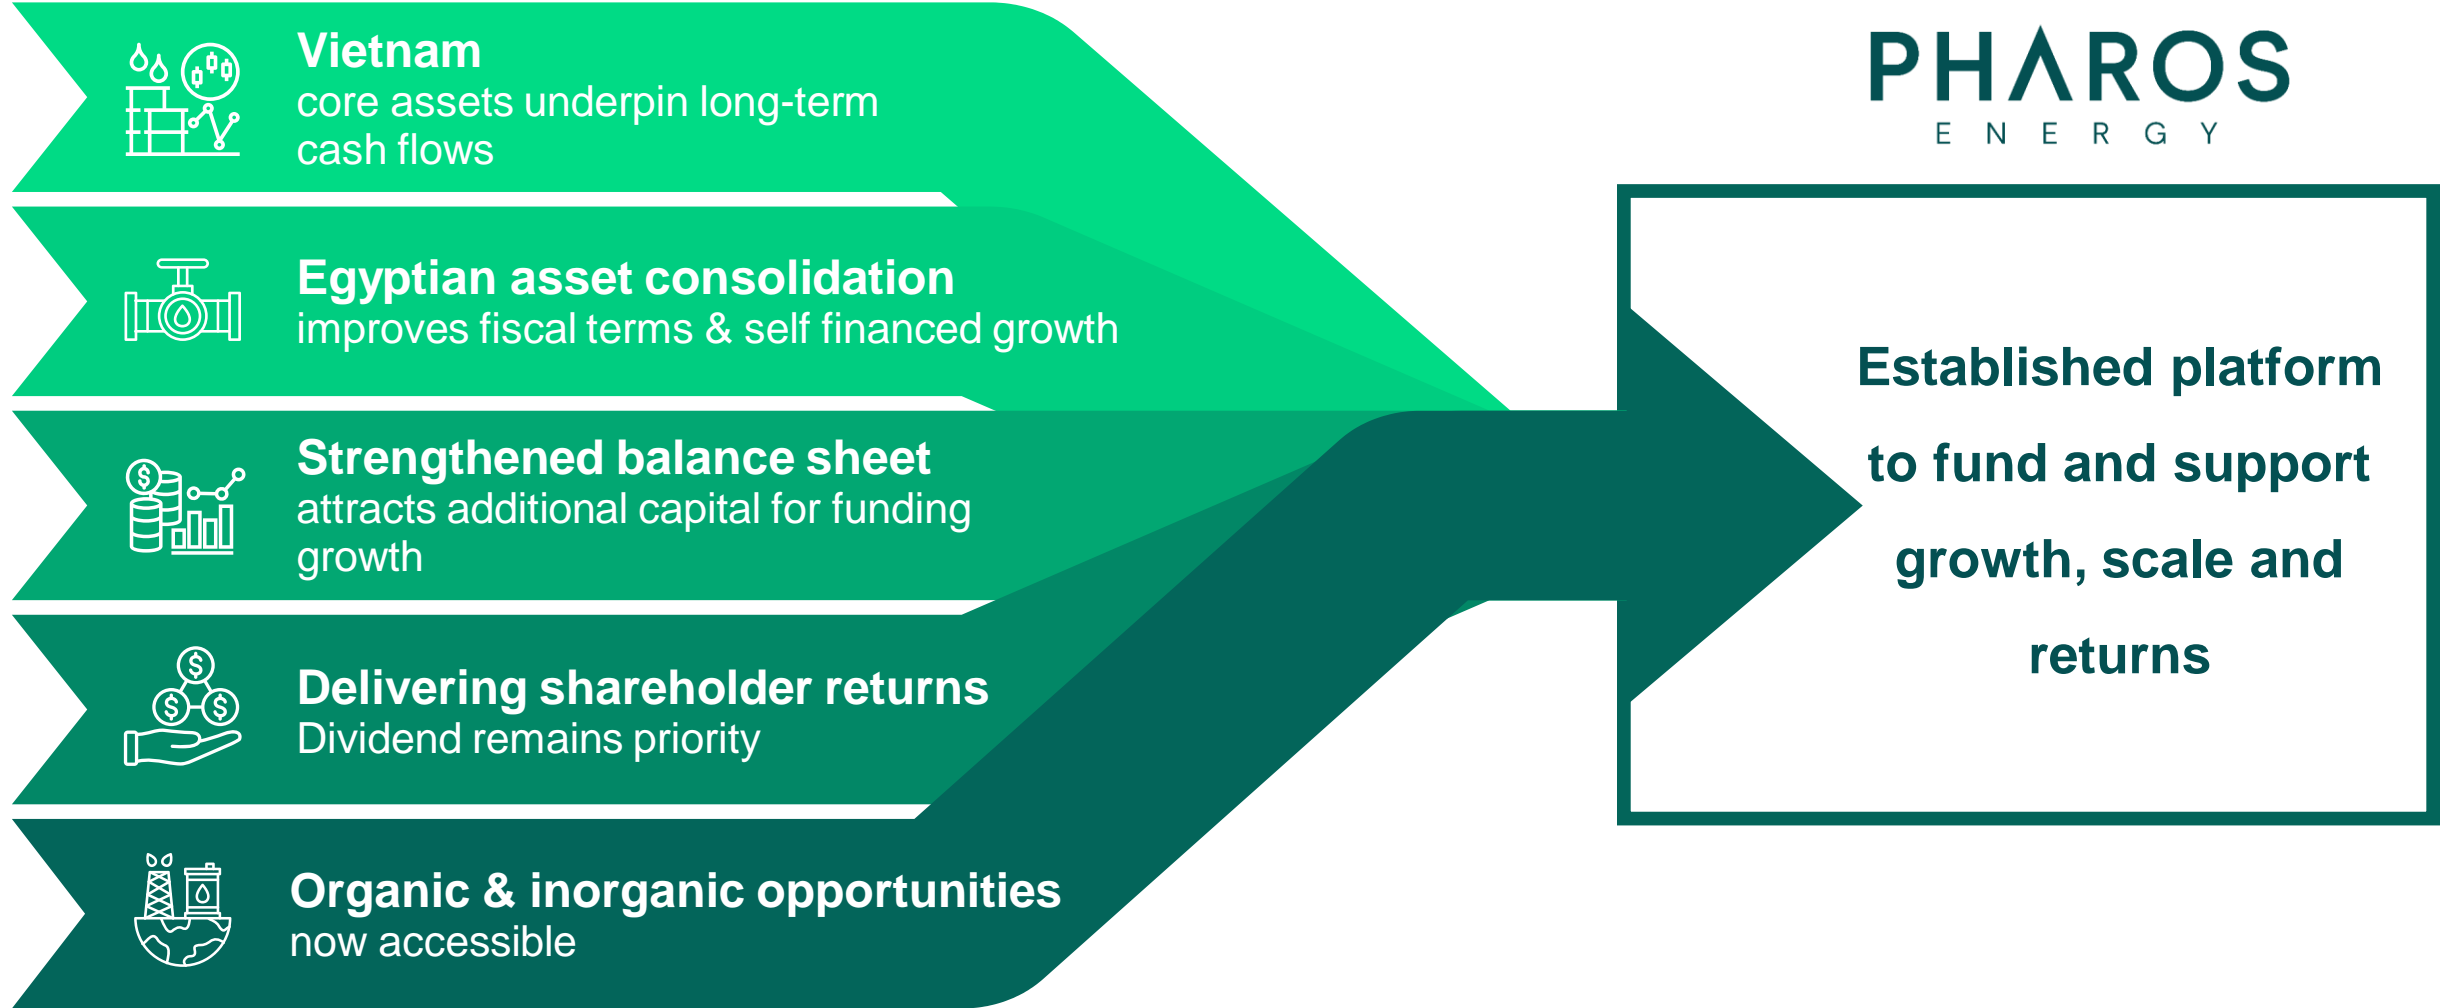 Vietnam
core assets underpin long-term
cash flows
Egyptian asset consolidation
improves fiscal terms & self financed growth
Strengthened balance sheet
attracts additional capital for funding
growth
Delivering shareholder returns
Dividend remains priority
Organic & inorganic opportunities
now accessible
PHAROS
ENERGY
Established platform
to fund and support
growth, scale and
returns